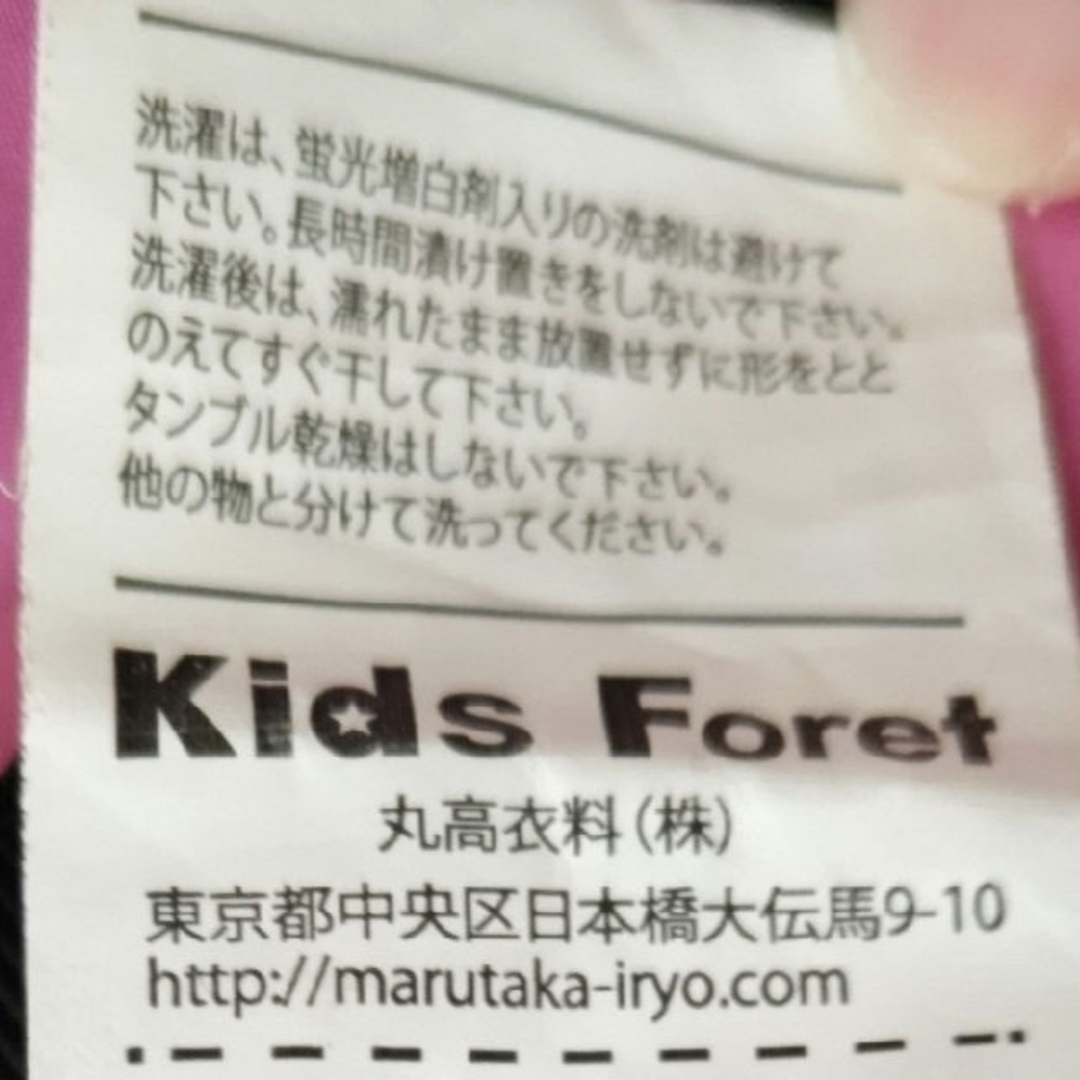 洗濯は、蛍光増白剤入りの洗剤は避けて
下さい。長時間漬け置きをしないで下さい。
洗濯後は、濡れたまま放置せずに形をとと
のえてすぐ干して下さい。
タンブル乾燥はしないで下さい。
他の物と分けて洗ってください。
Kids Foret
丸高衣料(株)
東京都中央区日本橋大伝馬9-10
http://marutaka-iryo.com